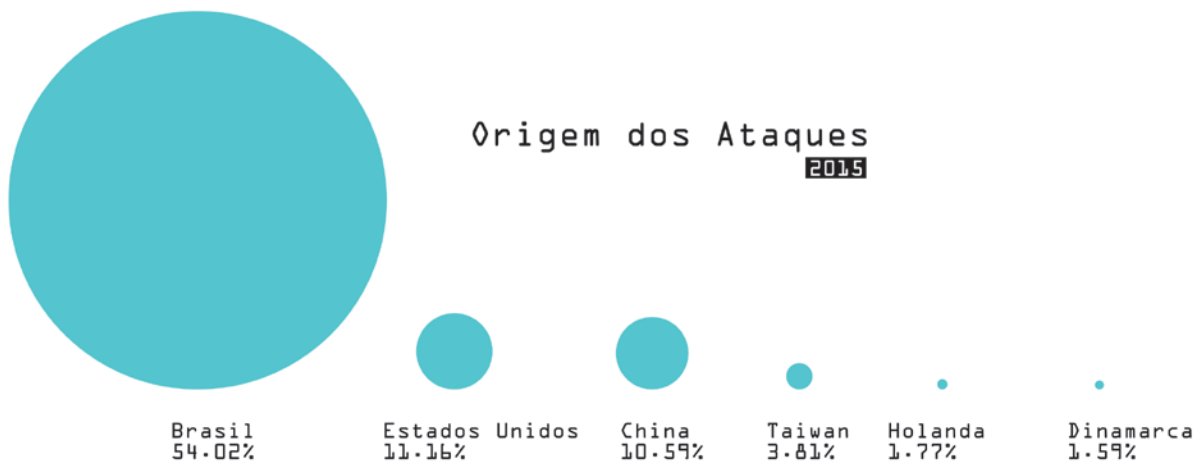 Origem dos Ataques
2015
Brasil
54.02%
Estados Unidos
11.16%
China
10.59%
Taiwan
3.81%
Holanda
1.77%
Dinamarca
1.59%